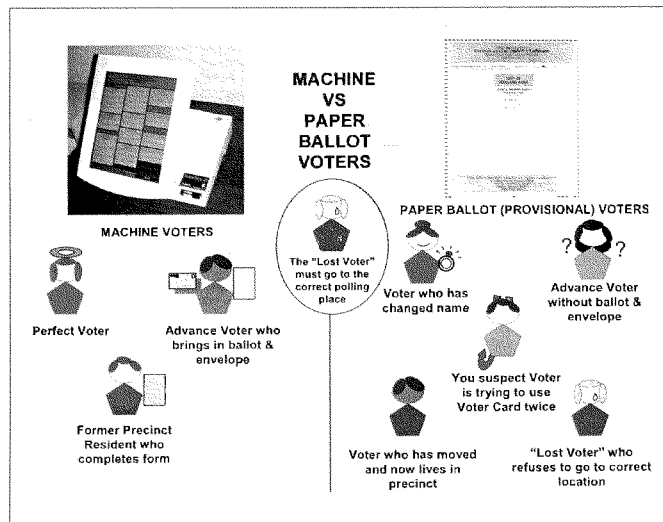 MACHINE
VS
PAPER
BALLOT
VOTERS
MACHINE VOTERS
PAPER BALLOT (PROVISIONAL) VOTERS
The "Lost Voter"
must go to the
correct polling
place
Perfect Voter
Advance Voter who
brings in ballot &
envelope
Former Precinct
Resident who
completes form
Voter who has
changed name
? ?
Advance Voter
without ballot &
envelope
You suspect Voter
is trying to use
Voter Card twice
Voter who has moved
and now lives in
precinct
"Lost Voter" who
refuses to go to correct
location